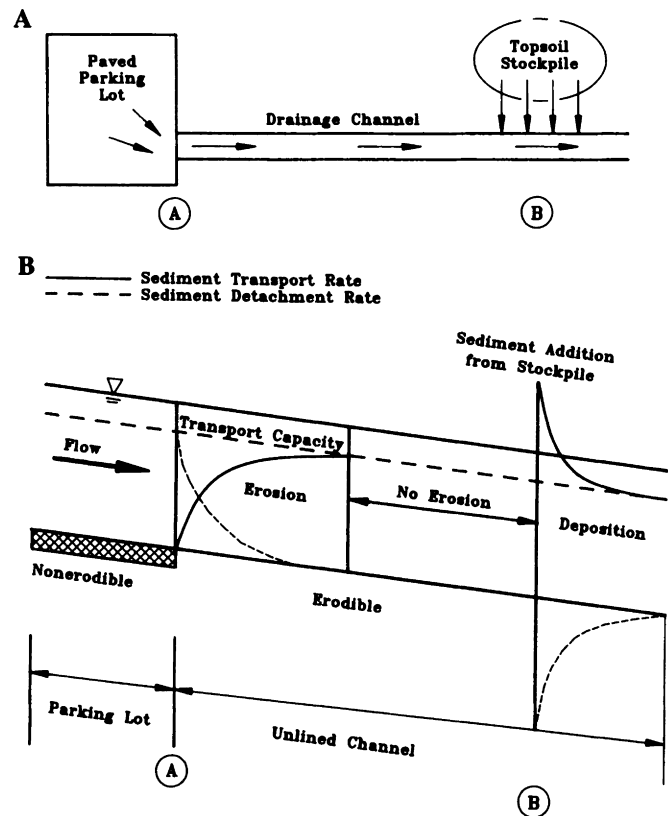 A
Paved
Parking
Lot
Topsoil
Stockpile
Drainage Channel
A
B
B
Sediment Transport Rate
Sediment Detachment Rate
Sediment Addition
from Stockpile
Transport Capacity
Flow
Erosion
No Erosion
Deposition
Nonerodible
Erodible
Parking Lot
Unlined Channel
A
B